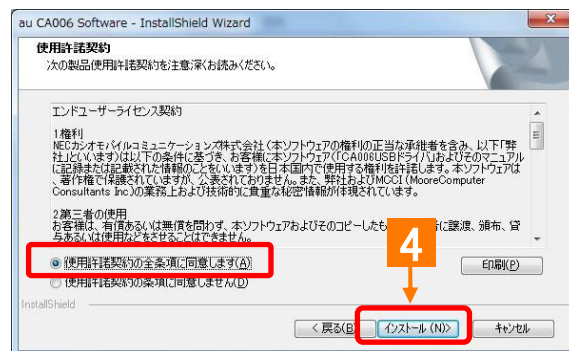 au CA006 Software - InstallShield Wizard
使用許諾契約
次の製品使用許諾契約を注意深くお読みください。
エンドユーザーライセンス契約
1権利
NECカシオモバイルコミュニケーションズ株式会社（本ソフトウェアの権利の正当な承継者を含み、以下「弊
社」といいます）は以下の条件に基づき、お客様に本ソフトウェア（「CA006USBドライバ」およびそのマニュアル
に記録または記載された情報のことをいいます）を日本国内で使用する権利を許諾します。本ソフトウェアは
、著作権で保護されていますが、公表されておりません。また、弊社およびMCCI (MooreComputer
Consultants Inc.)の業務上および技術的に貴重な秘密情報が体現されています。
2第三者の使用
お客様は、有償あるいは無償を問わず、本ソフトウェアおよびそのコピーしたも 者に譲渡、頒布、貸
与あるいは使用などをさせることはできません。
4
使用許諾契約の全条項に同意します(A)
印刷(P)
使用許諾契約の条項に同意しません(D)
InstallShield
< 戻る(B)
インストール (N)>
キャンセル